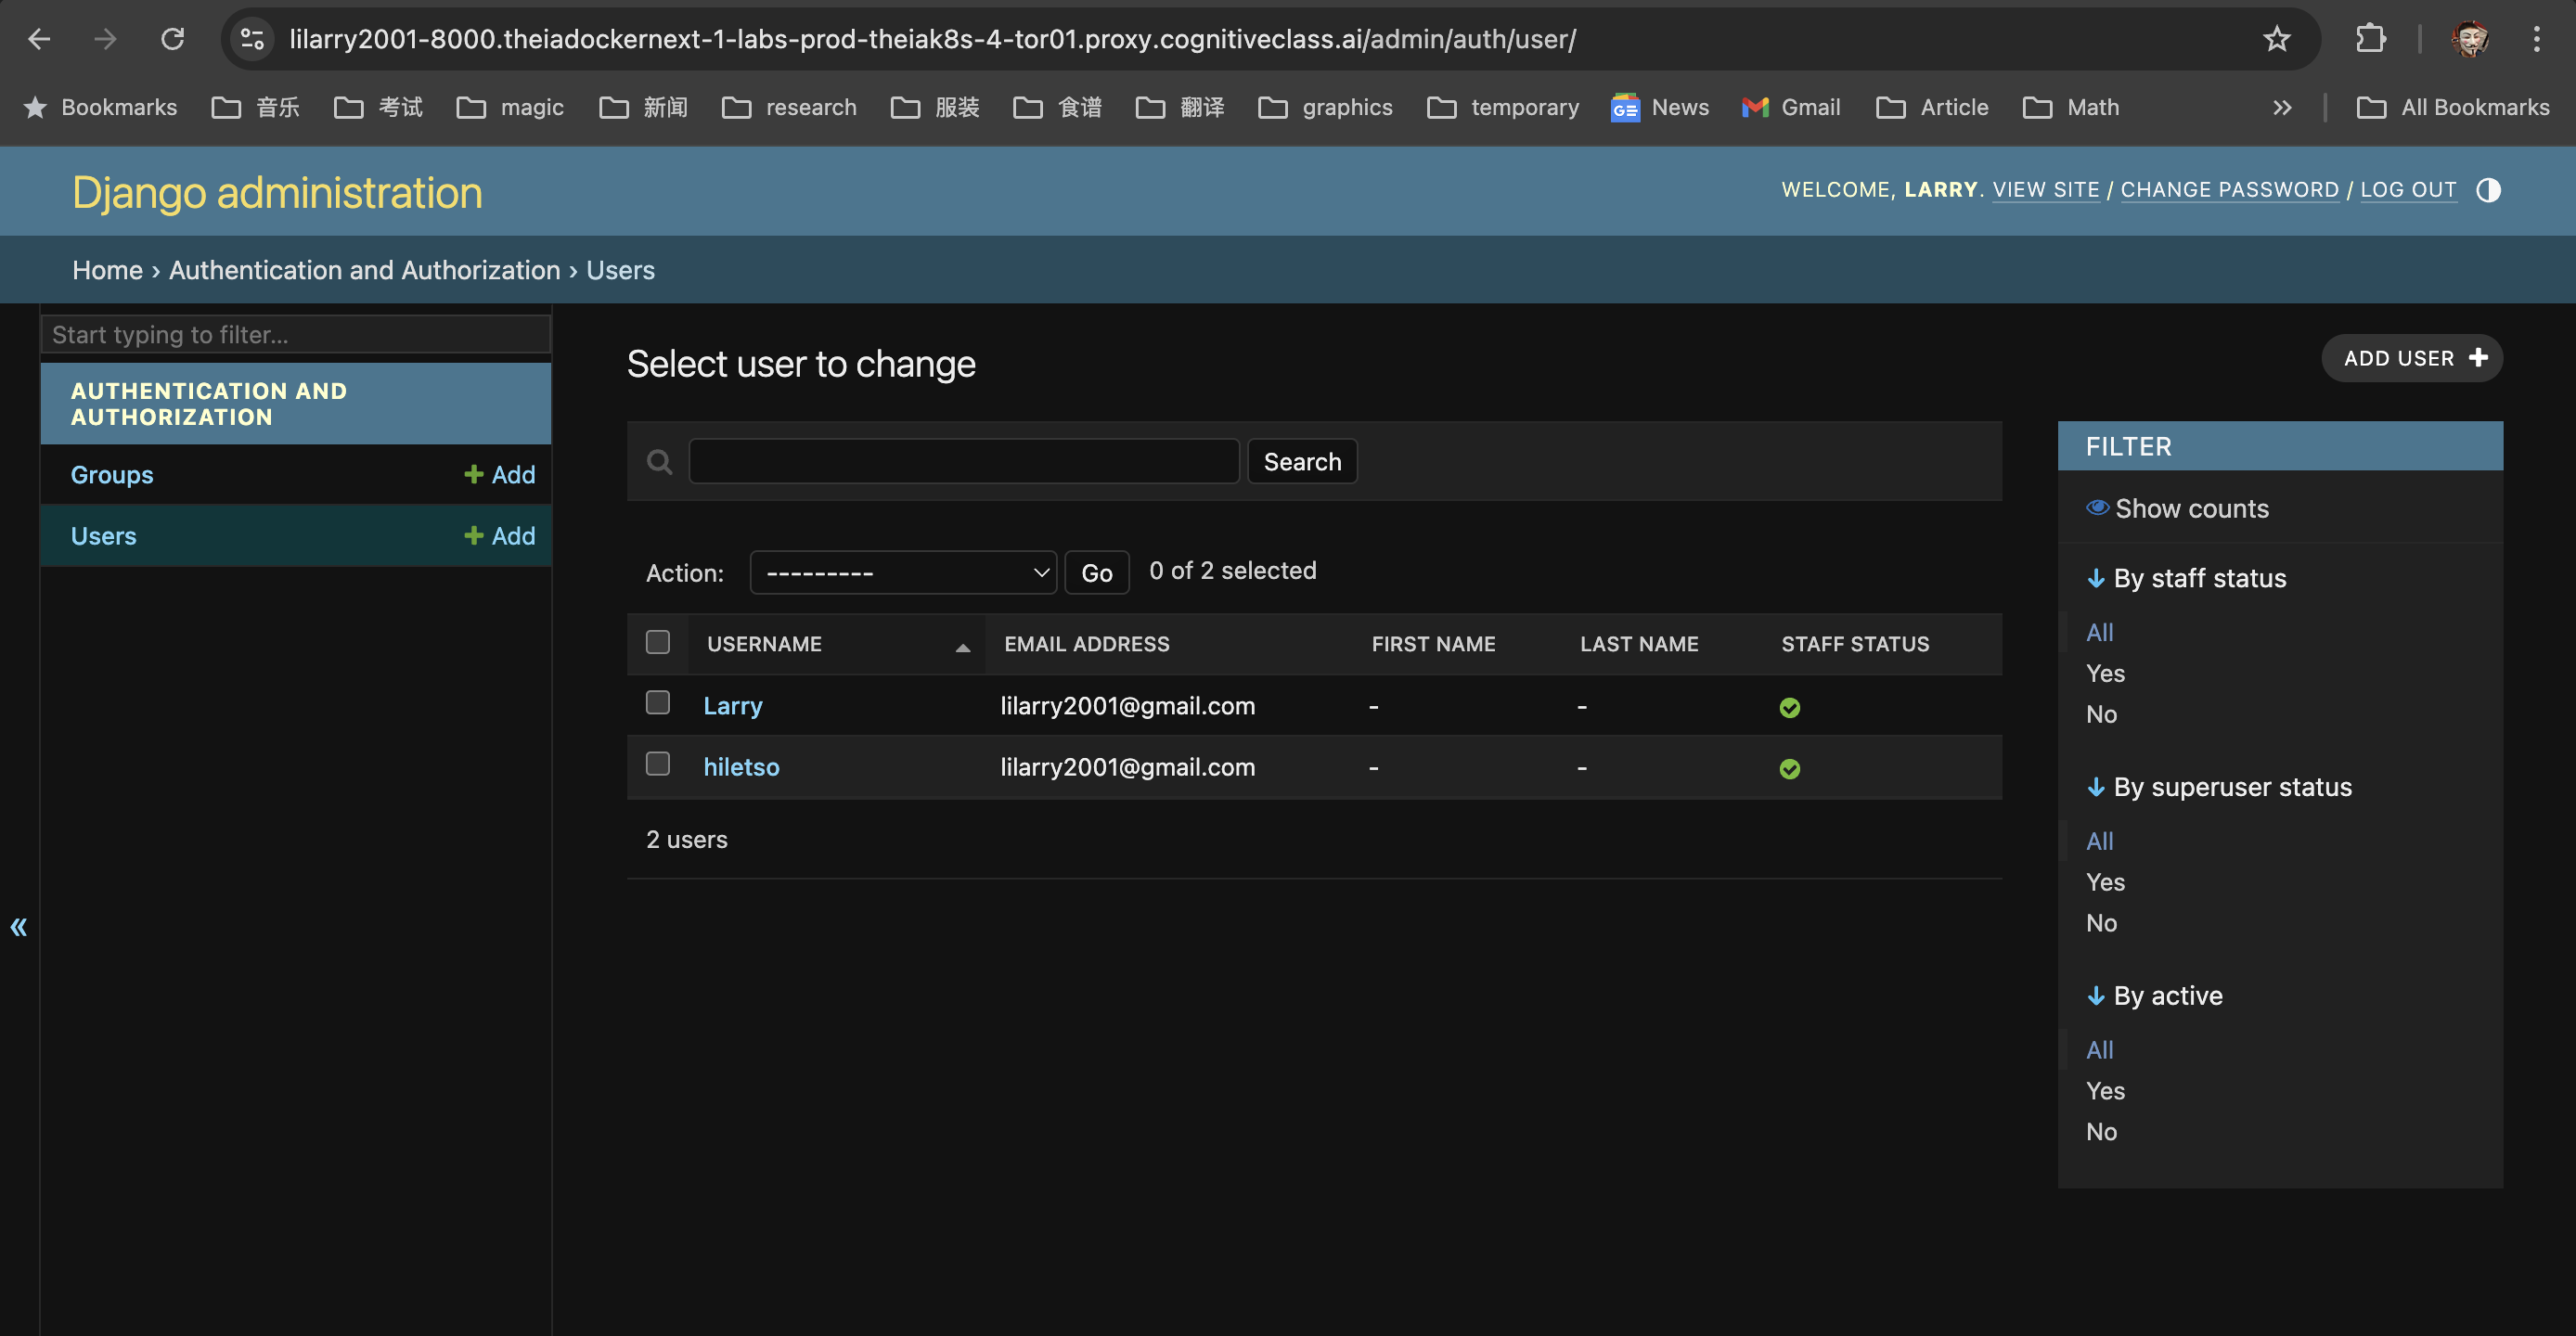 lilarry2001-8000.theiadockernext-1-labs-prod-theiak8s-4-tor01.proxy.cognitiveclass.ai/admin/auth/user/
Bookmarks 音乐 考试 magic 新闻 research 服装 食谱 翻译 graphics temporary GE News Gmail Article Math » All Bookmarks
Django administration
WELCOME, LARRY. VIEW SITE / CHANGE PASSWORD / LOG OUT
Home › Authentication and Authorization › Users
Start typing to filter...
AUTHENTICATION AND
AUTHORIZATION
Groups + Add
Users + Add
«
Select user to change
ADD USER +
Search
Action: --------- Go 0 of 2 selected
USERNAME EMAIL ADDRESS FIRST NAME LAST NAME STAFF STATUS
Larry lilarry2001@gmail.com - -
hiletso lilarry2001@gmail.com - -
2 users
FILTER
Show counts
↓ By staff status
All
Yes
No
↓ By superuser status
All
Yes
No
↓ By active
All
Yes
No